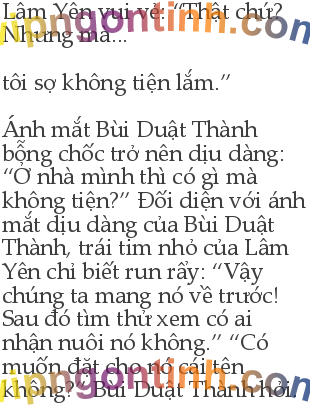 Lâm Yên vui vẻ: “Thật chứ?
Nhưng mà...
tôi sợ không tiện lắm.”
Ánh mắt Bùi Duật Thành
bỗng chốc trở nên dịu dàng:
“Ở nhà mình thì có gì mà
không tiện?” Đối diện với ánh
mắt dịu dàng của Bùi Duật
Thành, trái tim nhỏ của Lâm
Yên chỉ biết run rẩy: “Vậy
chúng ta mang nó về trước!
Sau đó tìm thử xem có ai
nhận nuôi nó không.” “Có
muốn đặt cho nó cái tên
không?” Bùi Duật Thành hỏi
vipngontinh.com
vipngontinh.com